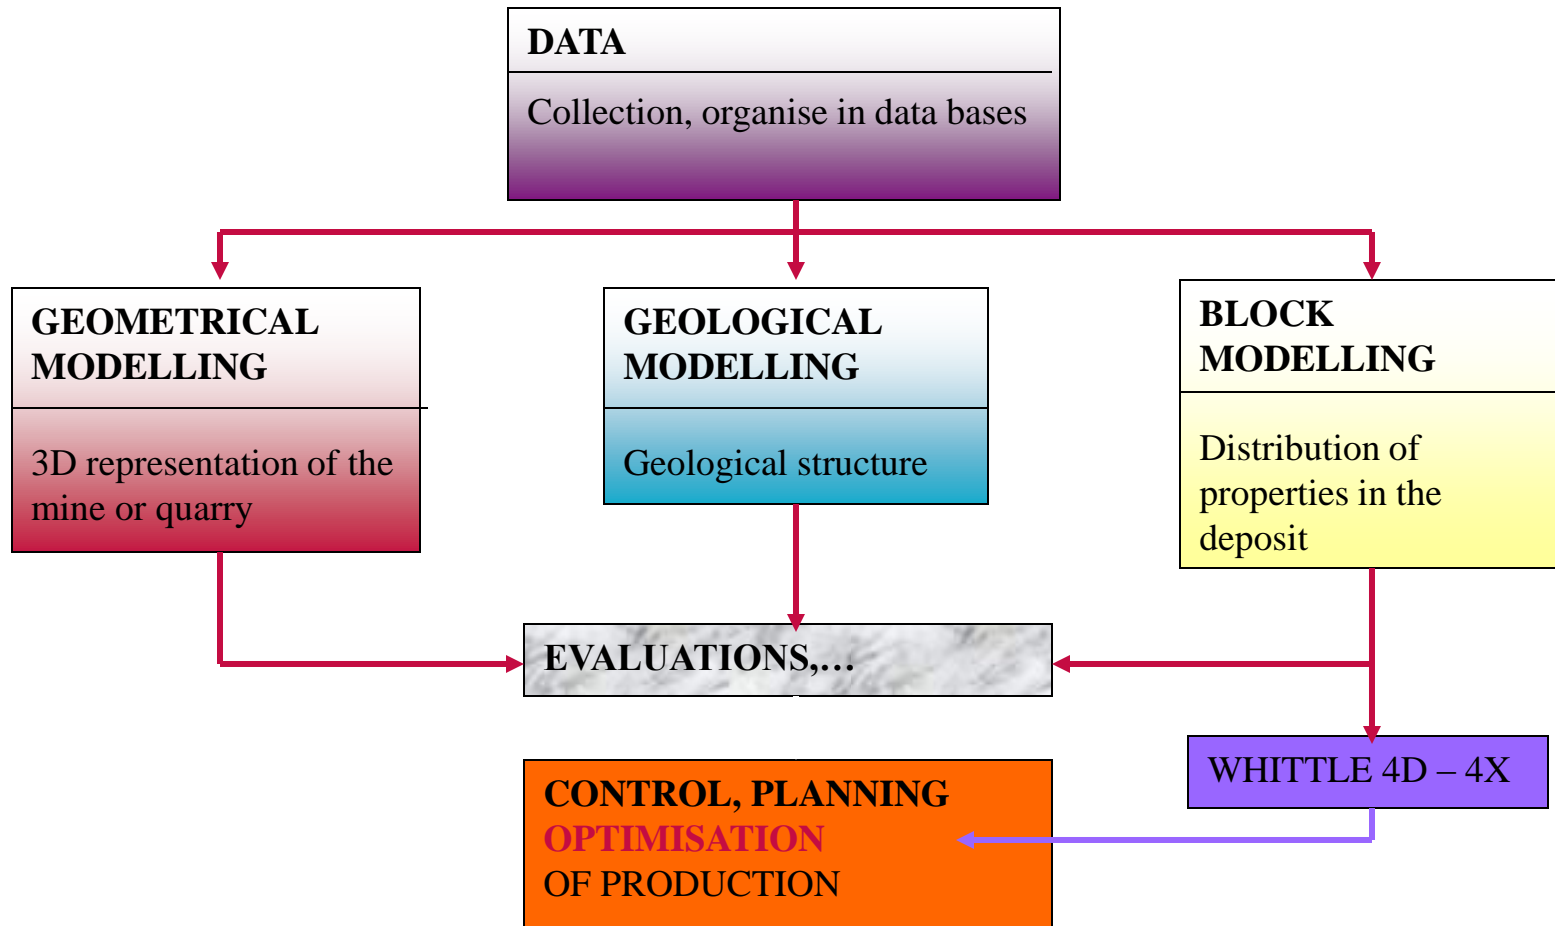 DATA
Collection, organise in data bases
GEOMETRICAL
MODELLING
3D representation of the
mine or quarry
GEOLOGICAL
MODELLING
Geological structure
BLOCK
MODELLING
Distribution of
properties in the
deposit
EVALUATIONS,...
WHITTLE 4D – 4X
CONTROL, PLANNING
OPTIMISATION
OF PRODUCTION